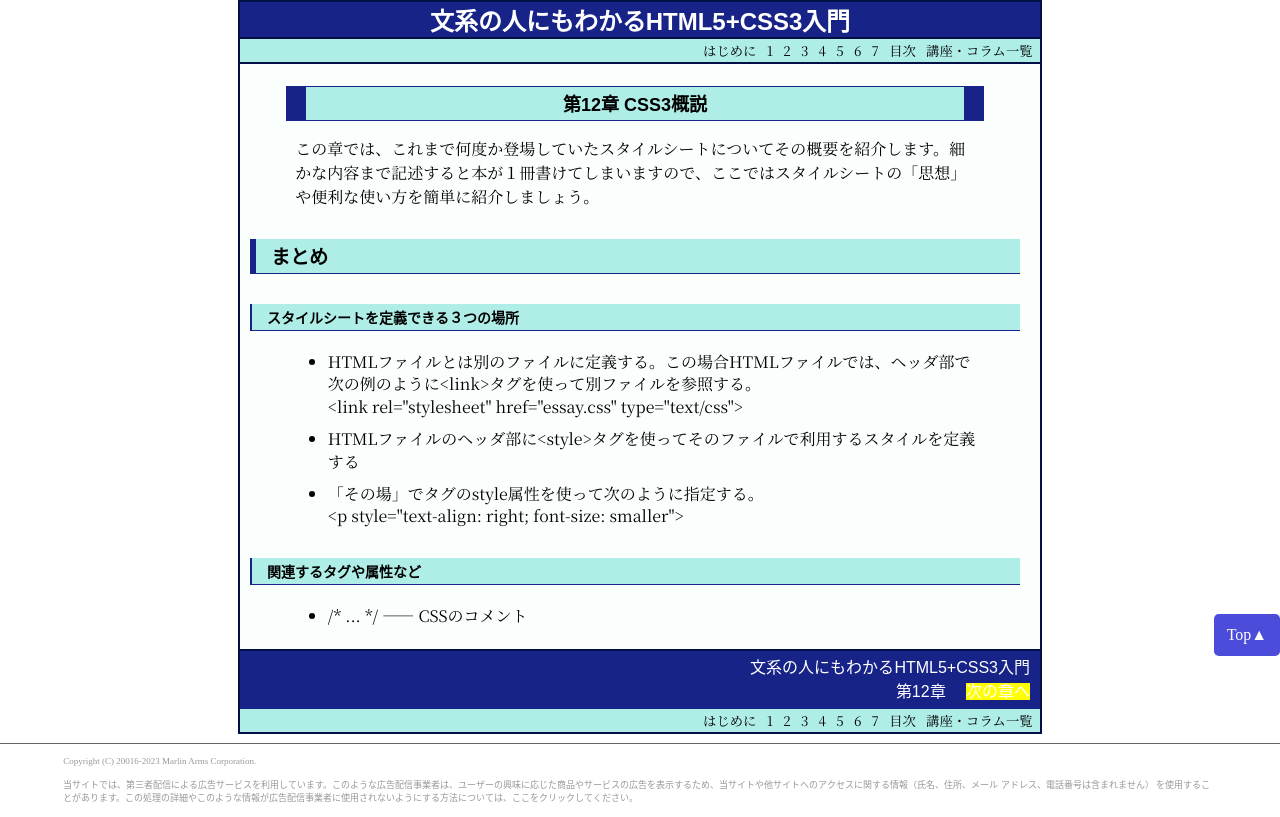 文系の人にもわかるHTML5+CSS3入門
はじめに 1 2 3 4 5 6 7 目次 講座・コラム一覧
第12章 CSS3概説
この章では、これまで何度か登場していたスタイルシートについてその概要を紹介します。細
かな内容まで記述すると本が１冊書けてしまいますので、ここではスタイルシートの「思想」
や便利な使い方を簡単に紹介しましょう。
まとめ
スタイルシートを定義できる３つの場所
• HTMLファイルとは別のファイルに定義する。この場合HTMLファイルでは、ヘッダ部で
次の例のように<link>タグを使って別ファイルを参照する。
<link rel="stylesheet" href="essay.css" type="text/css">
• HTMLファイルのヘッダ部に<style>タグを使ってそのファイルで利用するスタイルを定義
する
• 「その場」でタグのstyle属性を使って次のように指定する。
<p style="text-align: right; font-size: smaller">
関連するタグや属性など
• /* ... */ —— CSSのコメント
Top▲
文系の人にもわかるHTML5+CSS3入門
第12章 次の章へ
はじめに 1 2 3 4 5 6 7 目次 講座・コラム一覧
Copyright (C) 20016-2023 Marlin Arms Corporation.
当サイトでは、第三者配信による広告サービスを利用しています。このような広告配信事業者は、ユーザーの興味に応じた商品やサービスの広告を表示するため、当サイトや他サイトへのアクセスに関する情報（氏名、住所、メール アドレス、電話番号は含まれません） を使用するこ
とがあります。この処理の詳細やこのような情報が広告配信事業者に使用されないようにする方法については、ここをクリックしてください。